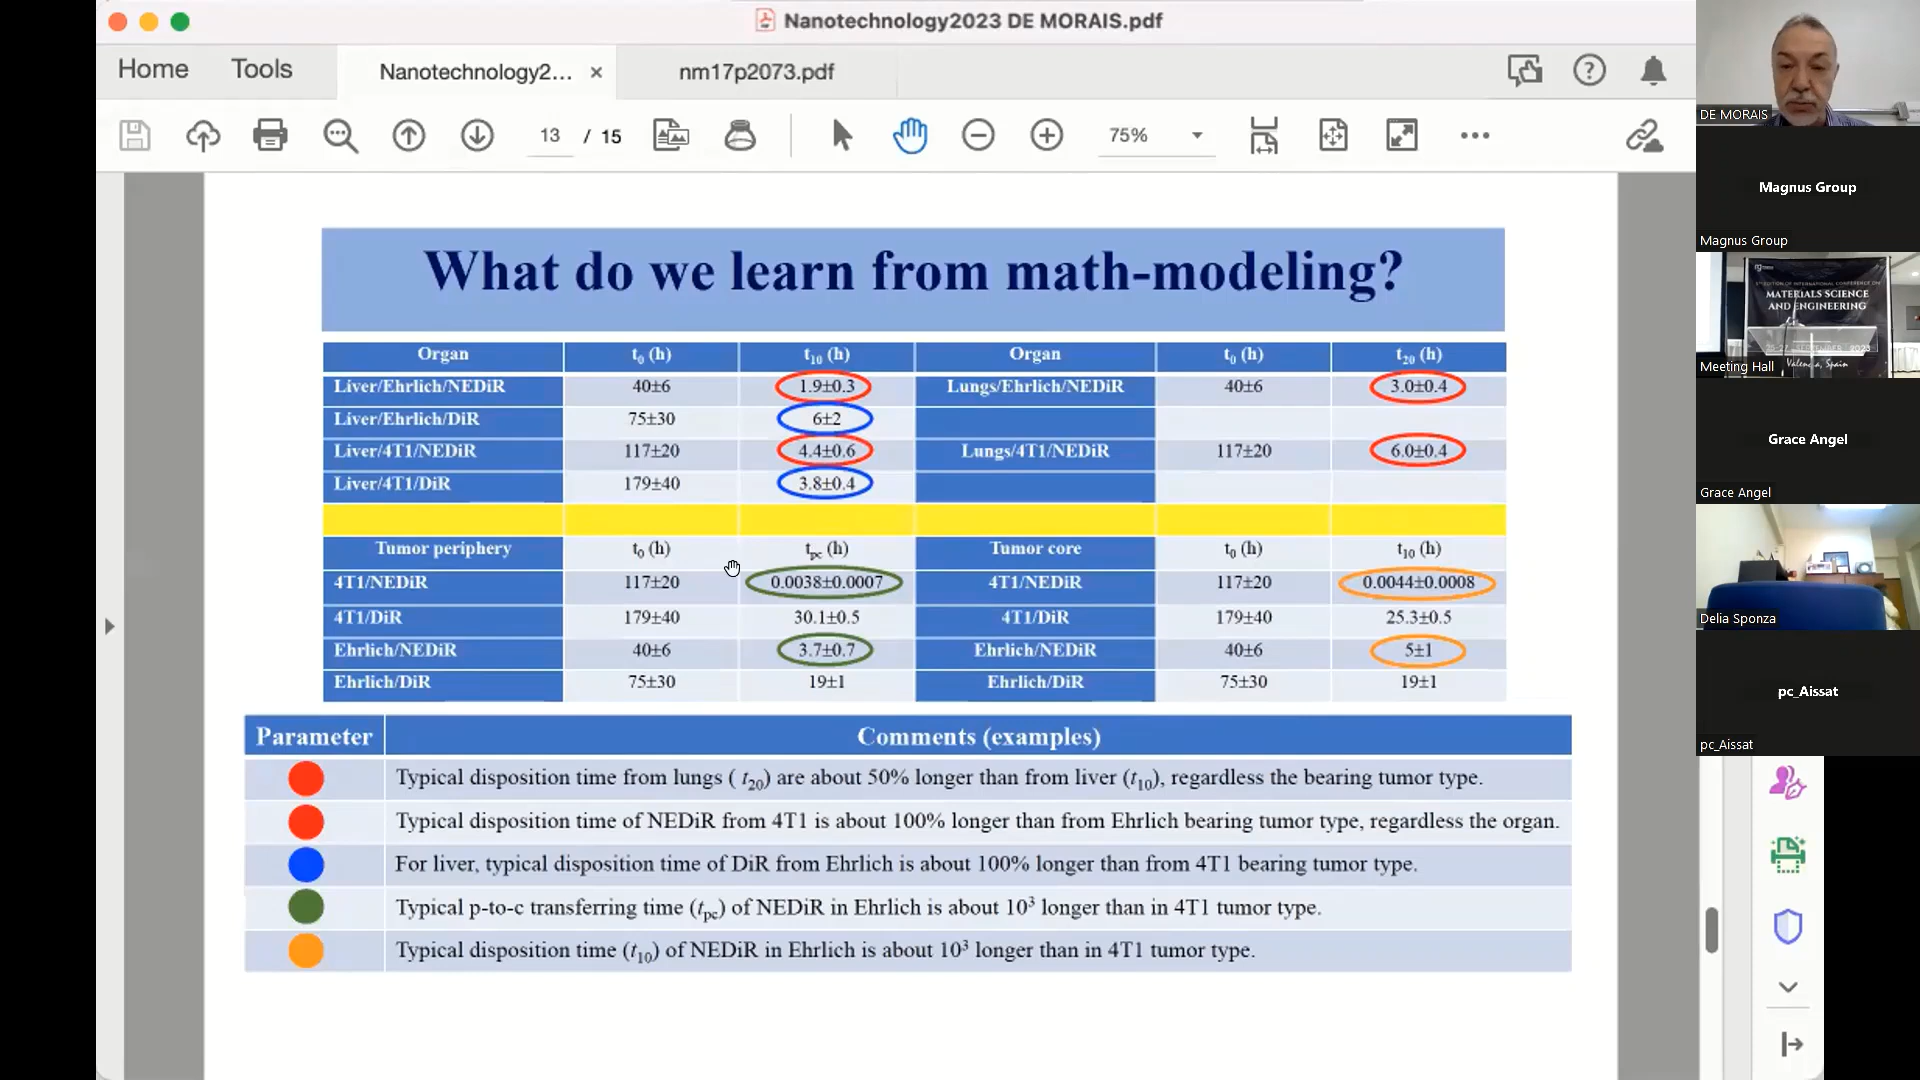 Nanotechnology2023 DE MORAIS.pdf
Home Tools Nanotechnology2... × nm17p2073.pdf
13 / 15 75%
What do we learn from math-modeling?
Organ t₀ (h) t₁₀ (h) Organ t₀ (h) t₂₀ (h)
Liver/Ehrlich/NEDiR 40±6 1.9±0.3 Lungs/Ehrlich/NEDiR 40±6 3.0±0.4
Liver/Ehrlich/DiR 75±30 6±2
Liver/4T1/NEDiR 117±20 4.4±0.6 Lungs/4T1/NEDiR 117±20 6.0±0.4
Liver/4T1/DiR 179±40 3.8±0.4
Tumor periphery t₀ (h) tpc (h) Tumor core t₀ (h) t₁₀ (h)
4T1/NEDiR 117±20 0.0038±0.0007 4T1/NEDiR 117±20 0.0044±0.0008
4T1/DiR 179±40 30.1±0.5 4T1/DiR 179±40 25.3±0.5
Ehrlich/NEDiR 40±6 3.7±0.7 Ehrlich/NEDiR 40±6 5±1
Ehrlich/DiR 75±30 19±1 Ehrlich/DiR 75±30 19±1
Parameter Comments (examples)
Typical disposition time from lungs ( t₂₀) are about 50% longer than from liver (t₁₀), regardless the bearing tumor type.
Typical disposition time of NEDiR from 4T1 is about 100% longer than from Ehrlich bearing tumor type, regardless the organ.
For liver, typical disposition time of DiR from Ehrlich is about 100% longer than from 4T1 bearing tumor type.
Typical p-to-c transferring time (tpc) of NEDiR in Ehrlich is about 10³ longer than in 4T1 tumor type.
Typical disposition time (t₁₀) of NEDiR in Ehrlich is about 10³ longer than in 4T1 tumor type.
DE MORAIS
Magnus Group
Magnus Group
MATERIALS SCIENCE
AND ENGINEERING
Valencia, Spain
Meeting Hall
Grace Angel
Grace Angel
Delia Sponza
pc_Aissat
pc_Aissat